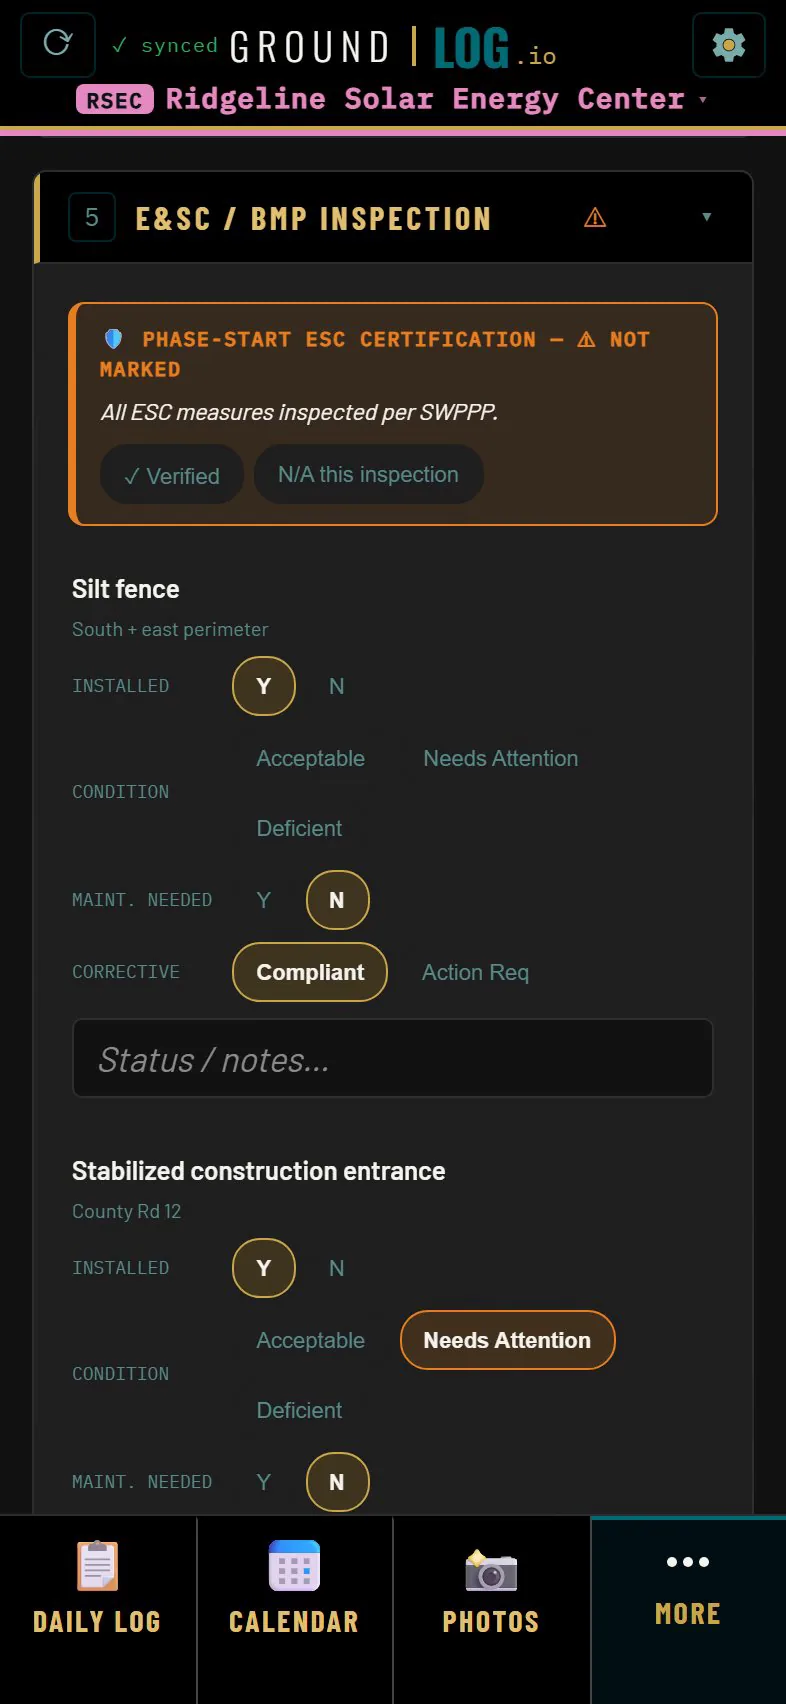 ✓ synced GROUND | LOG.io
RSEC Ridgeline Solar Energy Center ▾
5 E&SC / BMP INSPECTION ⚠ ▼
🛡 PHASE-START ESC CERTIFICATION — ⚠ NOT
MARKED
All ESC measures inspected per SWPPP.
✓ Verified N/A this inspection
Silt fence
South + east perimeter
INSTALLED Y N
Acceptable Needs Attention
CONDITION
Deficient
MAINT. NEEDED Y N
CORRECTIVE Compliant Action Req
Status / notes...
Stabilized construction entrance
County Rd 12
INSTALLED Y N
Acceptable Needs Attention
CONDITION
Deficient
MAINT. NEEDED Y N
DAILY LOG CALENDAR PHOTOS MORE